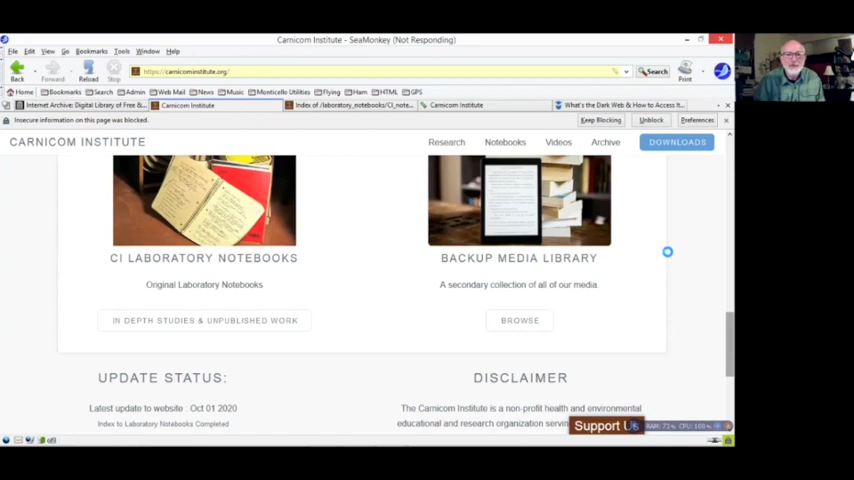 Carnicom Institute - SeaMonkey (Not Responding)
File Edit View Go Bookmarks Tools Window Help
Back Forward Reload Stop https://carnicominstitute.org/ Search Print
Home Bookmarks Search Admin Web Mail News Music Monticello Utilities Flying Ham HTML GPS
Internet Archive: Digital Library of Free &... Carnicom Institute Index of /laboratory_notebooks/CI_note... Carnicom Institute What's the Dark Web & How to Access It...
Insecure information on this page was blocked. Keep Blocking Unblock Preferences
CARNICOM INSTITUTE Research Notebooks Videos Archive DOWNLOADS
CI LABORATORY NOTEBOOKS BACKUP MEDIA LIBRARY
Original Laboratory Notebooks A secondary collection of all of our media.
IN DEPTH STUDIES & UNPUBLISHED WORK BROWSE
UPDATE STATUS: DISCLAIMER
Latest update to website . Oct 01 2020 The Carnicom Institute is a non-profit health and environmental
Index to Laboratory Notebooks Completed educational and research organization servin
Support Us RAM: 73% CPU: 100%